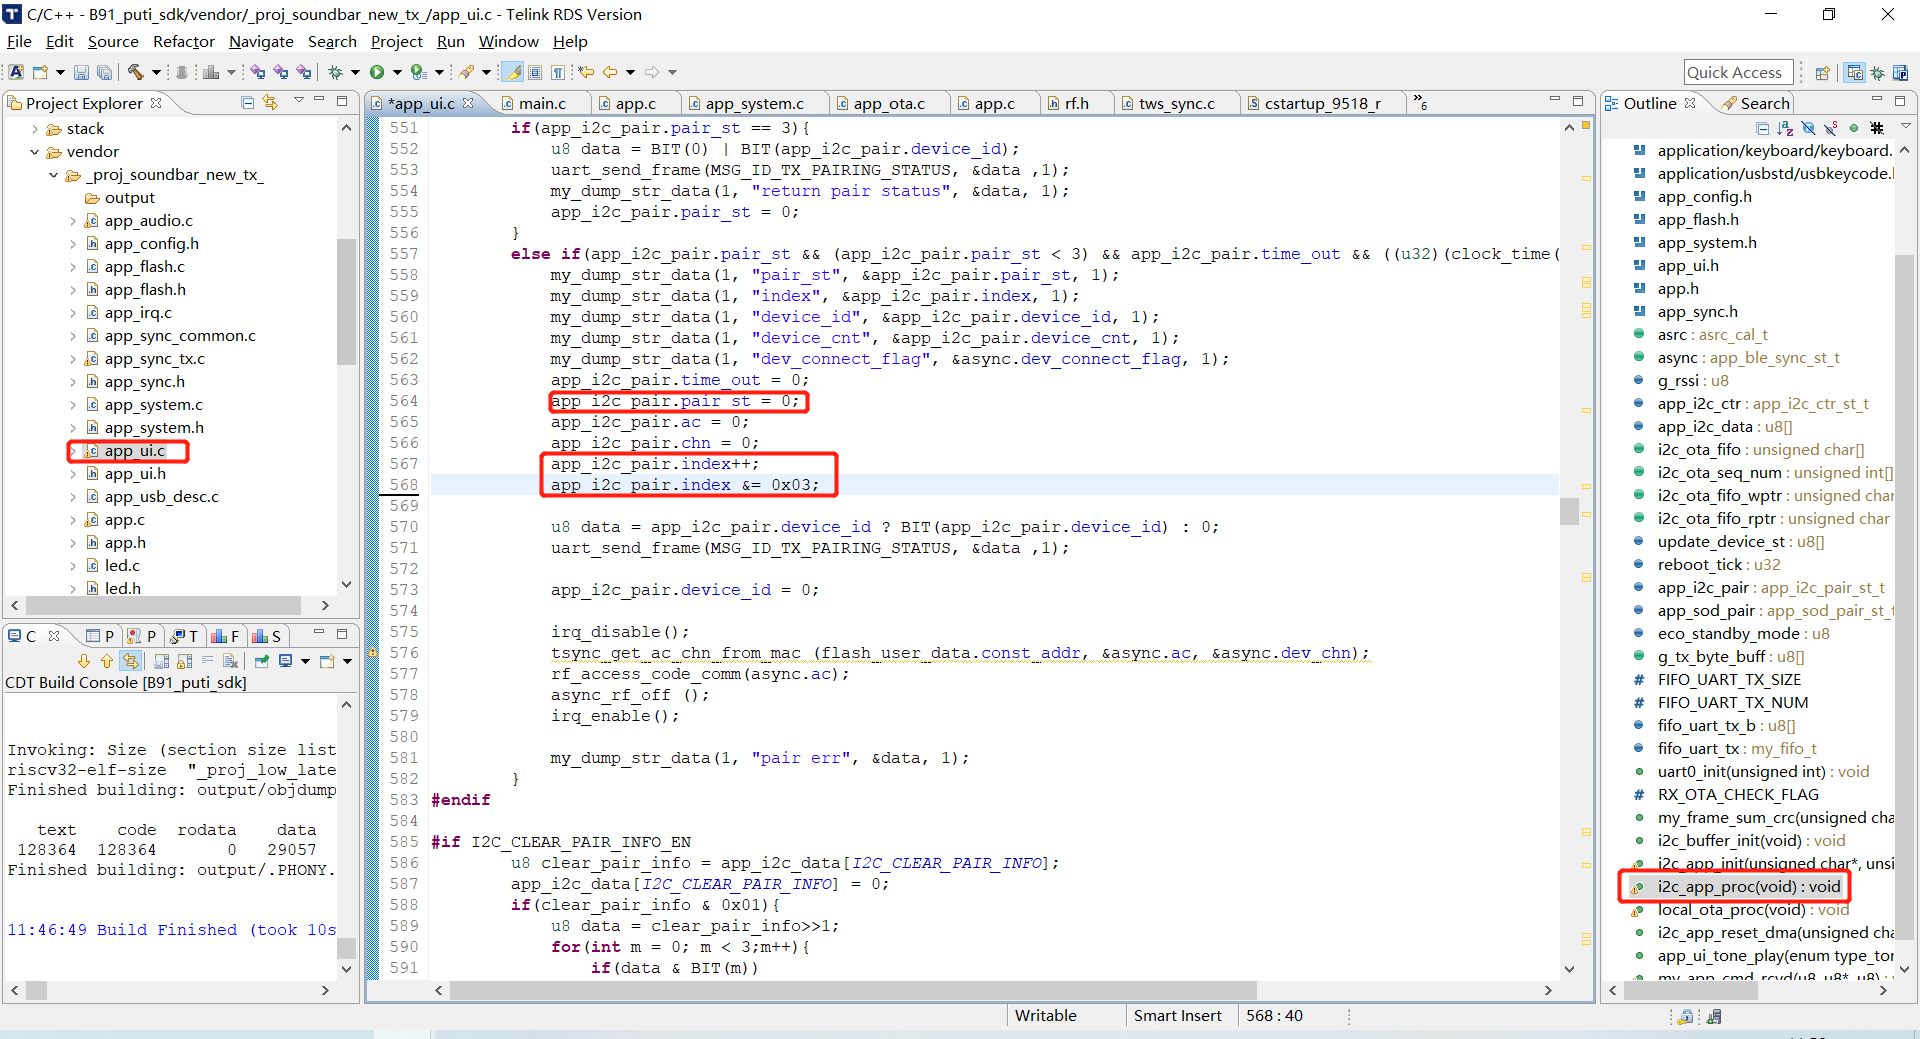 C/C++ - B91_puti_sdk/vendor/_proj_soundbar_new_tx_/app_ui.c - Telink RDS Version
File Edit Source Refactor Navigate Search Project Run Window Help
Quick Access
Project Explorer
stack
vendor
_proj_soundbar_new_tx_
output
app_audio.c
app_config.h
app_flash.c
app_flash.h
app_irq.c
app_sync_common.c
app_sync_tx.c
app_sync.h
app_system.c
app_system.h
app_ui.c
app_ui.h
app_usb_desc.c
app.c
app.h
led.c
led.h
C P P T F S
CDT Build Console [B91_puti_sdk]
Invoking: Size (section size list
riscv32-elf-size "_proj_low_late
Finished building: output/objdump
text code rodata data
128364 128364 0 29057
Finished building: output/.PHONY.
11:46:49 Build Finished (took 10s
*app_ui.c main.c app.c app_system.c app_ota.c app.c rf.h tws_sync.c cstartup_9518_r »6
551 if(app_i2c_pair.pair_st == 3){
552 u8 data = BIT(0) | BIT(app_i2c_pair.device_id);
553 uart_send_frame(MSG_ID_TX_PAIRING_STATUS, &data ,1);
554 my_dump_str_data(1, "return pair status", &data, 1);
555 app_i2c_pair.pair_st = 0;
556 }
557 else if(app_i2c_pair.pair_st && (app_i2c_pair.pair_st < 3) && app_i2c_pair.time_out && ((u32)(clock_time(
558 my_dump_str_data(1, "pair_st", &app_i2c_pair.pair_st, 1);
559 my_dump_str_data(1, "index", &app_i2c_pair.index, 1);
560 my_dump_str_data(1, "device_id", &app_i2c_pair.device_id, 1);
561 my_dump_str_data(1, "device_cnt", &app_i2c_pair.device_cnt, 1);
562 my_dump_str_data(1, "dev_connect_flag", &async.dev_connect_flag, 1);
563 app_i2c_pair.time_out = 0;
564 app_i2c_pair.pair_st = 0;
565 app_i2c_pair.ac = 0;
566 app_i2c_pair.chn = 0;
567 app_i2c_pair.index++;
568 app_i2c_pair.index &= 0x03;
569
570 u8 data = app_i2c_pair.device_id ? BIT(app_i2c_pair.device_id) : 0;
571 uart_send_frame(MSG_ID_TX_PAIRING_STATUS, &data ,1);
572
573 app_i2c_pair.device_id = 0;
574
575 irq_disable();
576 tsync_get_ac_chn_from_mac (flash_user_data.const_addr, &async.ac, &async.dev_chn);
577 rf_access_code_comm(async.ac);
578 async_rf_off ();
579 irq_enable();
580
581 my_dump_str_data(1, "pair err", &data, 1);
582 }
583 #endif
584
585 #if I2C_CLEAR_PAIR_INFO_EN
586 u8 clear_pair_info = app_i2c_data[I2C_CLEAR_PAIR_INFO];
587 app_i2c_data[I2C_CLEAR_PAIR_INFO] = 0;
588 if(clear_pair_info & 0x01){
589 u8 data = clear_pair_info>>1;
590 for(int m = 0; m < 3;m++){
591 if(data & BIT(m))
Outline Search
application/keyboard/keyboard.
application/usbstd/usbkeycode.
app_config.h
app_flash.h
app_system.h
app_ui.h
app.h
app_sync.h
asrc : asrc_cal_t
async : app_ble_sync_st_t
g_rssi : u8
app_i2c_ctr : app_i2c_ctr_st_t
app_i2c_data : u8[]
i2c_ota_fifo : unsigned char[]
i2c_ota_seq_num : unsigned int[]
i2c_ota_fifo_wptr : unsigned char
i2c_ota_fifo_rptr : unsigned char
update_device_st : u8[]
reboot_tick : u32
app_i2c_pair : app_i2c_pair_st_t
app_sod_pair : app_sod_pair_st_t
eco_standby_mode : u8
g_tx_byte_buff : u8[]
FIFO_UART_TX_SIZE
FIFO_UART_TX_NUM
fifo_uart_tx_b : u8[]
fifo_uart_tx : my_fifo_t
uart0_init(unsigned int) : void
RX_OTA_CHECK_FLAG
my_frame_sum_crc(unsigned cha
i2c_buffer_init(void) : void
i2c_app_init(unsigned char*, unsi
i2c_app_proc(void) : void
local_ota_proc(void) : void
i2c_app_reset_dma(unsigned cha
app_ui_tone_play(enum type_tor
my_app_cmd_rcvd(u8, u8*, u8) :
Writable Smart Insert 568 : 40